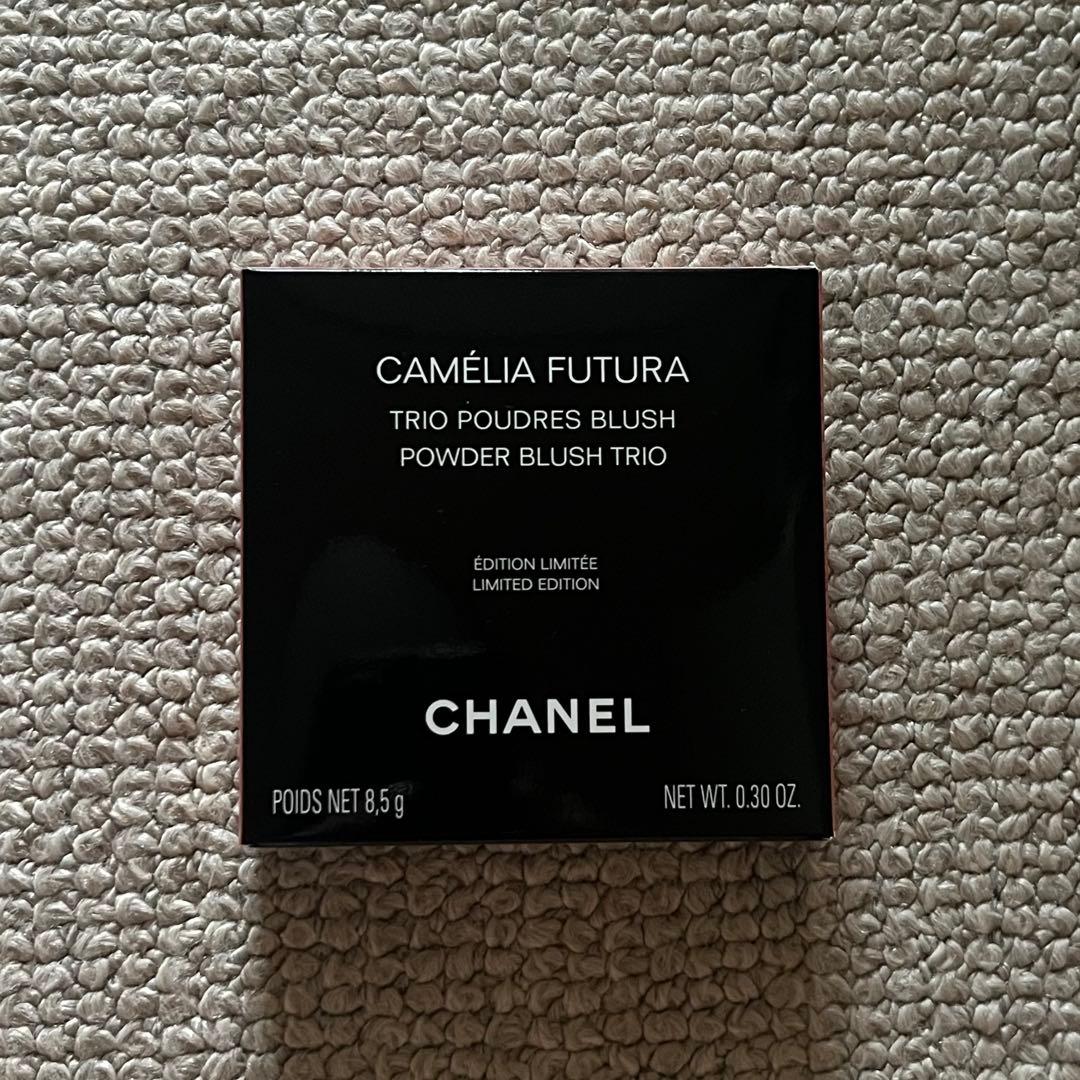 CAMÉLIA FUTURA
TRIO POUDRES BLUSH
POWDER BLUSH TRIO
ÉDITION LIMITÉE
LIMITED EDITION
CHANEL
POIDS NET 8,5 g
NET WT. 0.30 OZ.